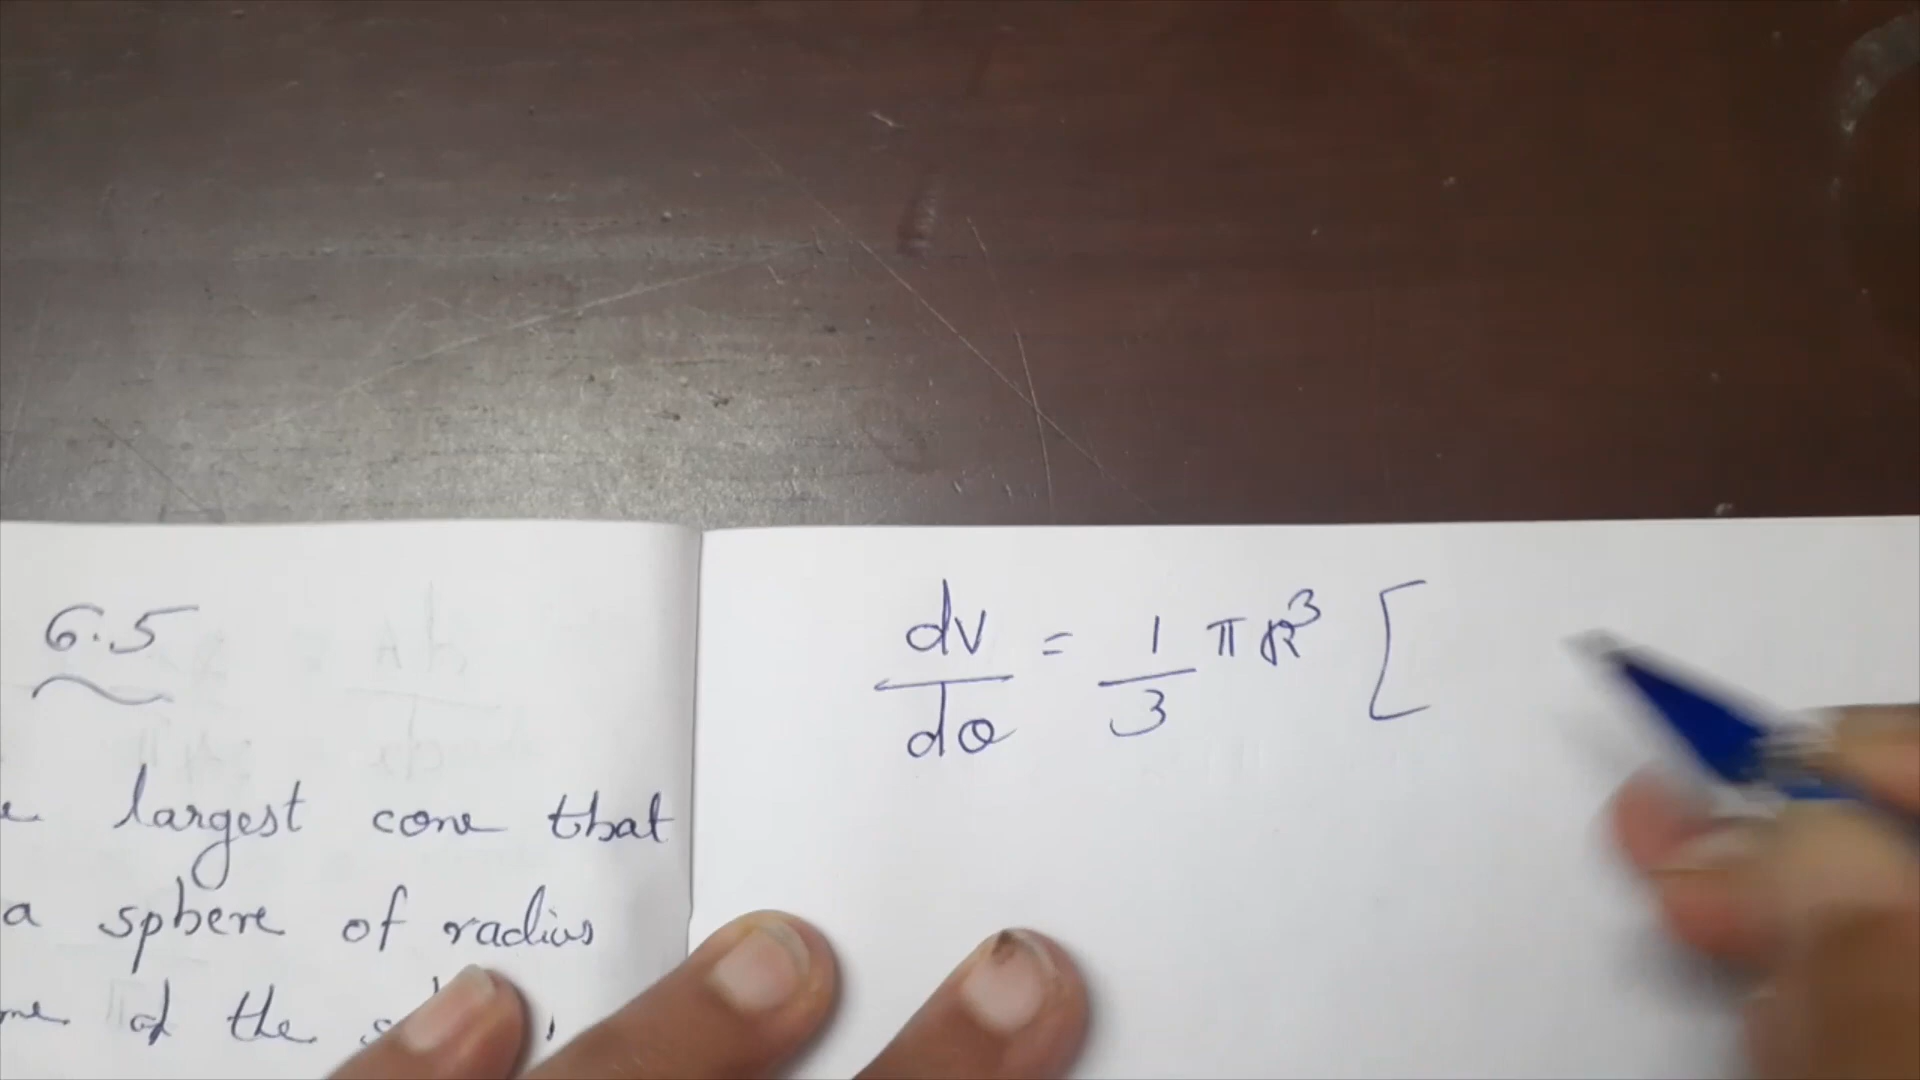 6.5
largest cone that
a sphere of radius
of the
dv/dθ = 1/3 πR³ [